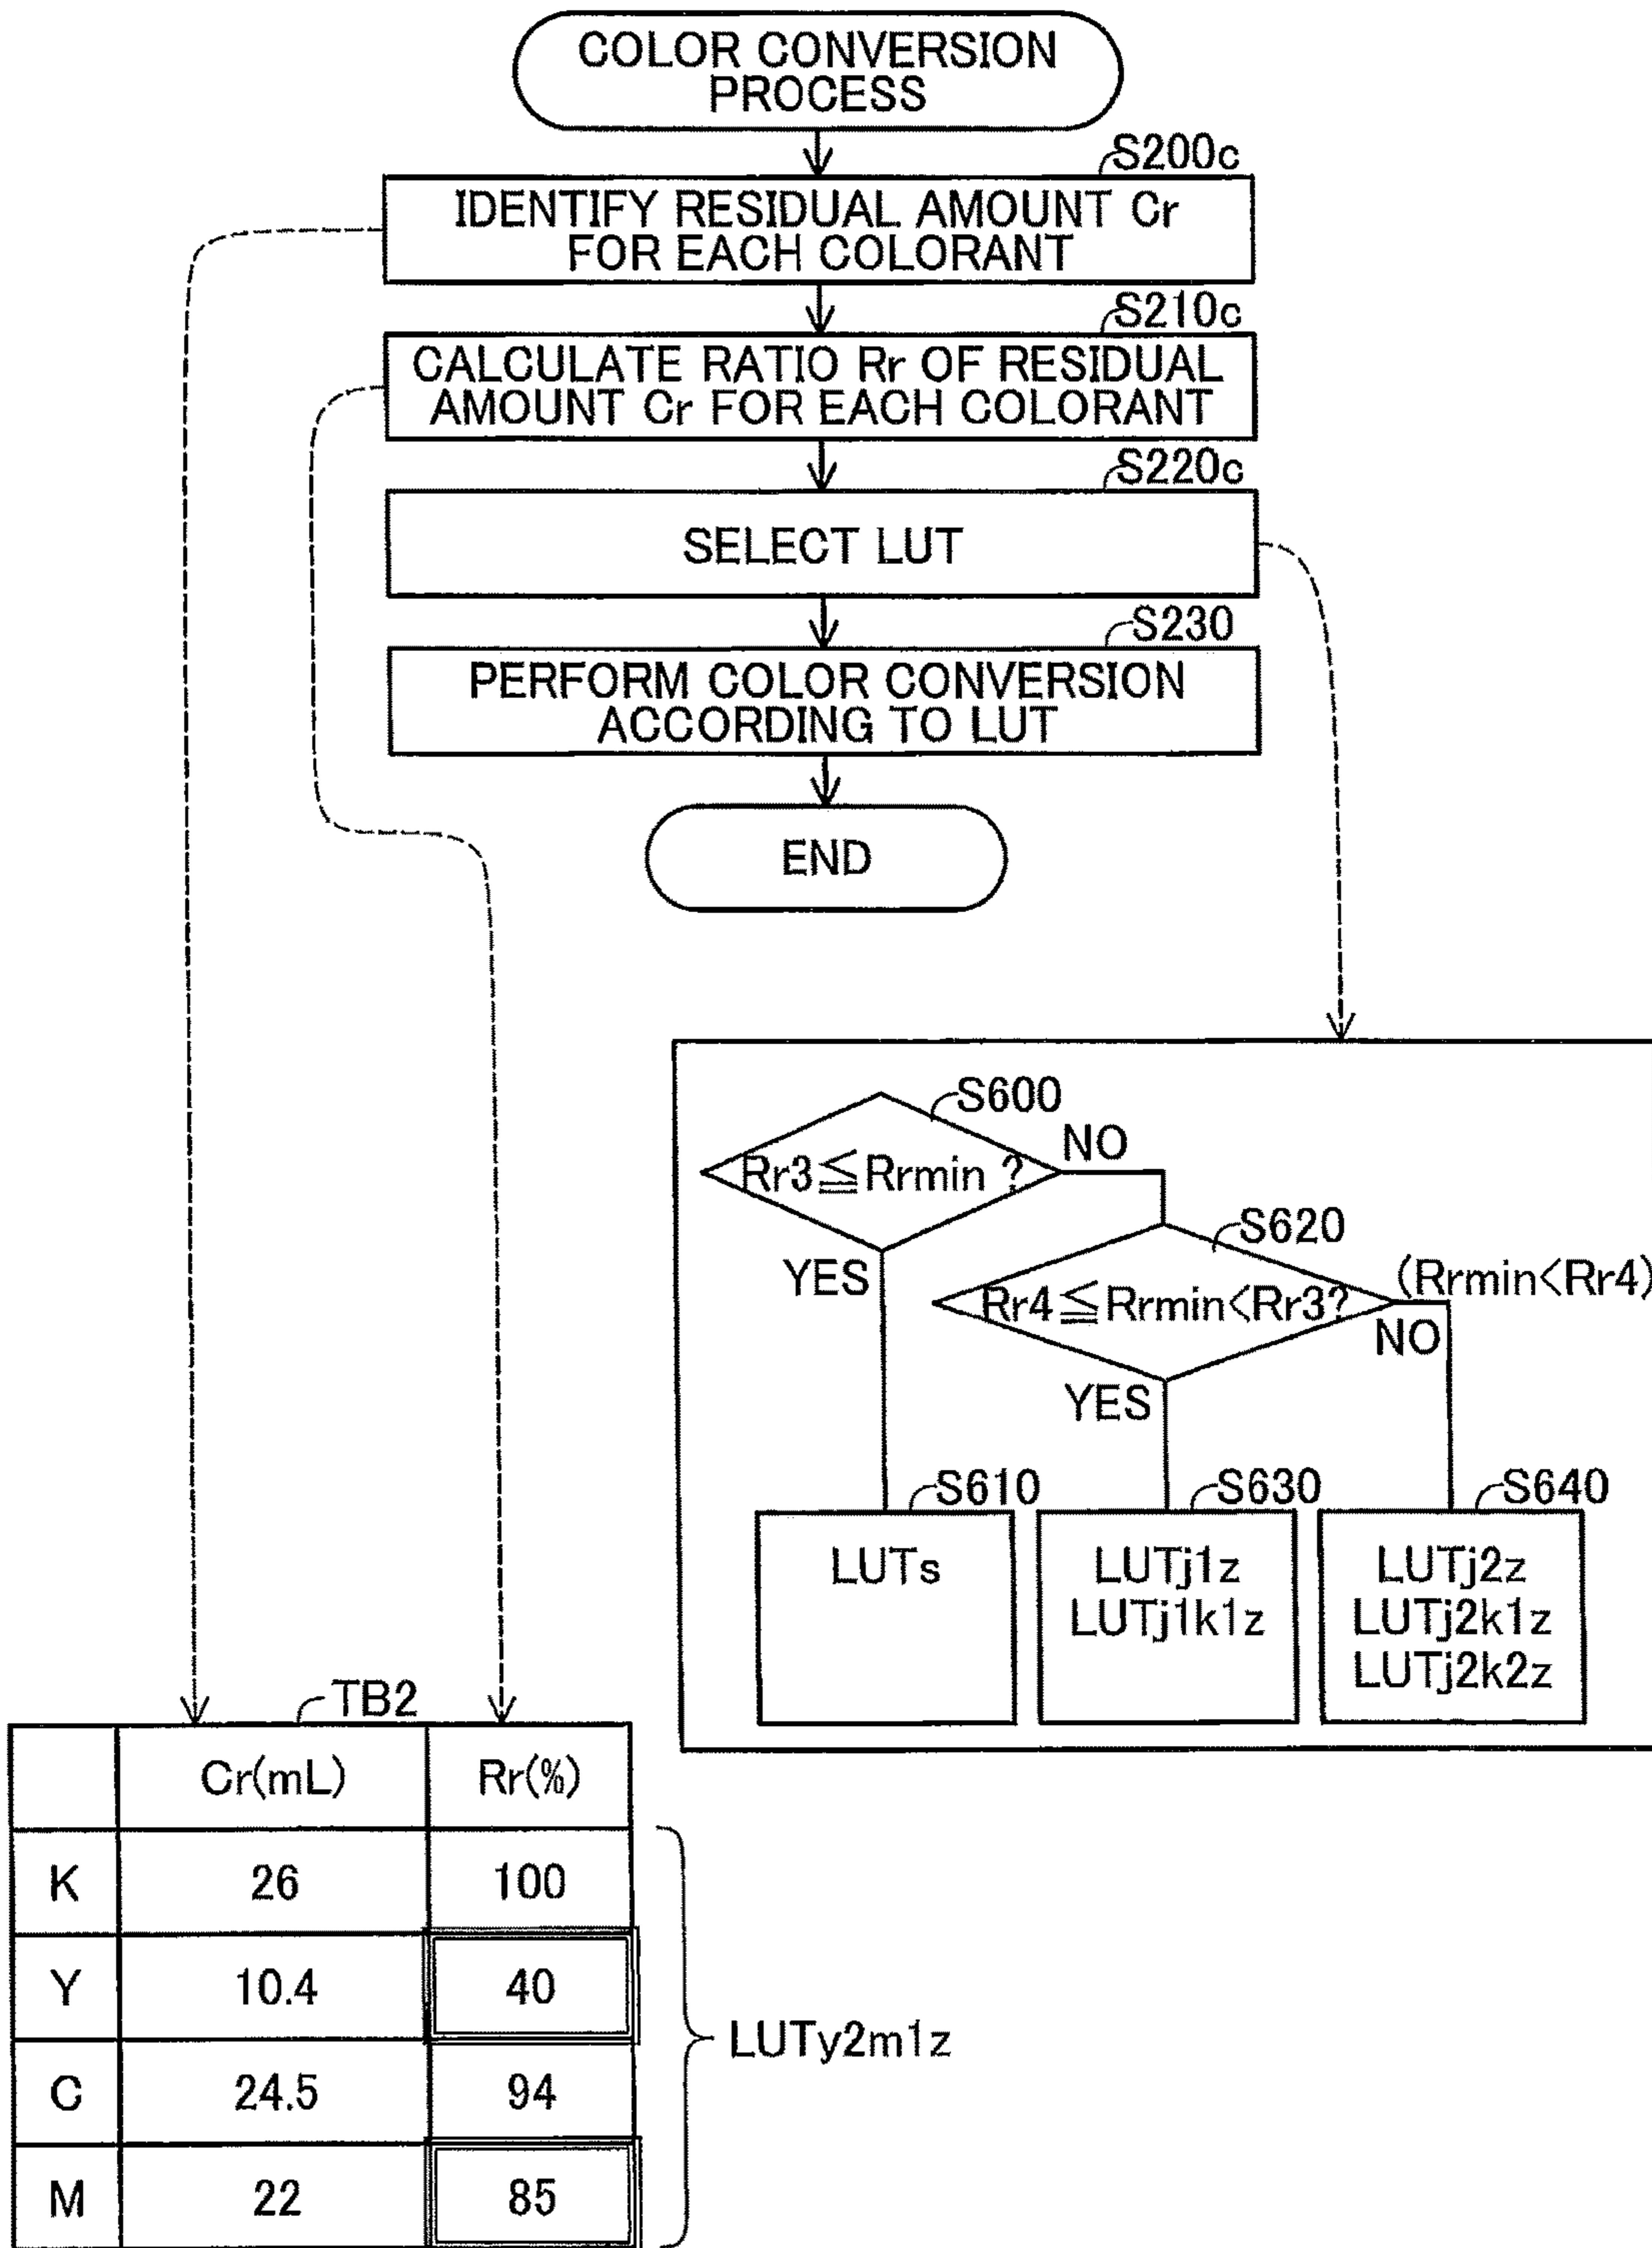 COLOR CONVERSION
PROCESS
S200c
IDENTIFY RESIDUAL AMOUNT Cr
FOR EACH COLORANT
S210c
CALCULATE RATIO Rr OF RESIDUAL
AMOUNT Cr FOR EACH COLORANT
S220c
SELECT LUT
S230
PERFORM COLOR CONVERSION
ACCORDING TO LUT
END
S600
Rr3≦Rrmin ?
NO
YES
S620
Rr4≦Rrmin<Rr3?
(Rrmin<Rr4)
NO
YES
S610
LUTs
S630
LUTj1z
LUTj1k1z
S640
LUTj2z
LUTj2k1z
LUTj2k2z
TB2
Cr(mL) Rr(%)
K 26 100
Y 10.4 40
C 24.5 94
M 22 85
LUTy2m1z